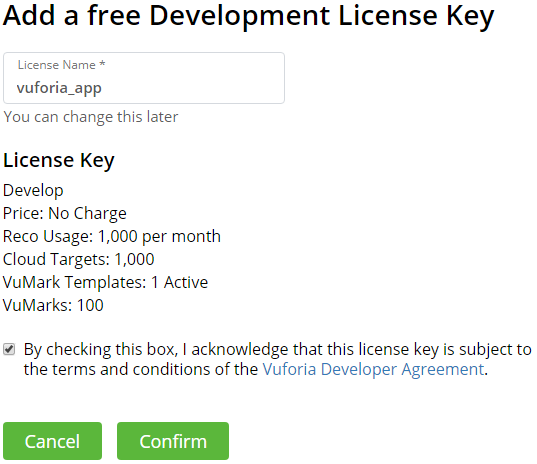 Add a free Development License Key
License Name *
vuforia_app
You can change this later
License Key
Develop
Price: No Charge
Reco Usage: 1,000 per month
Cloud Targets: 1,000
VuMark Templates: 1 Active
VuMarks: 100
By checking this box, I acknowledge that this license key is subject to
the terms and conditions of the Vuforia Developer Agreement.
Cancel Confirm